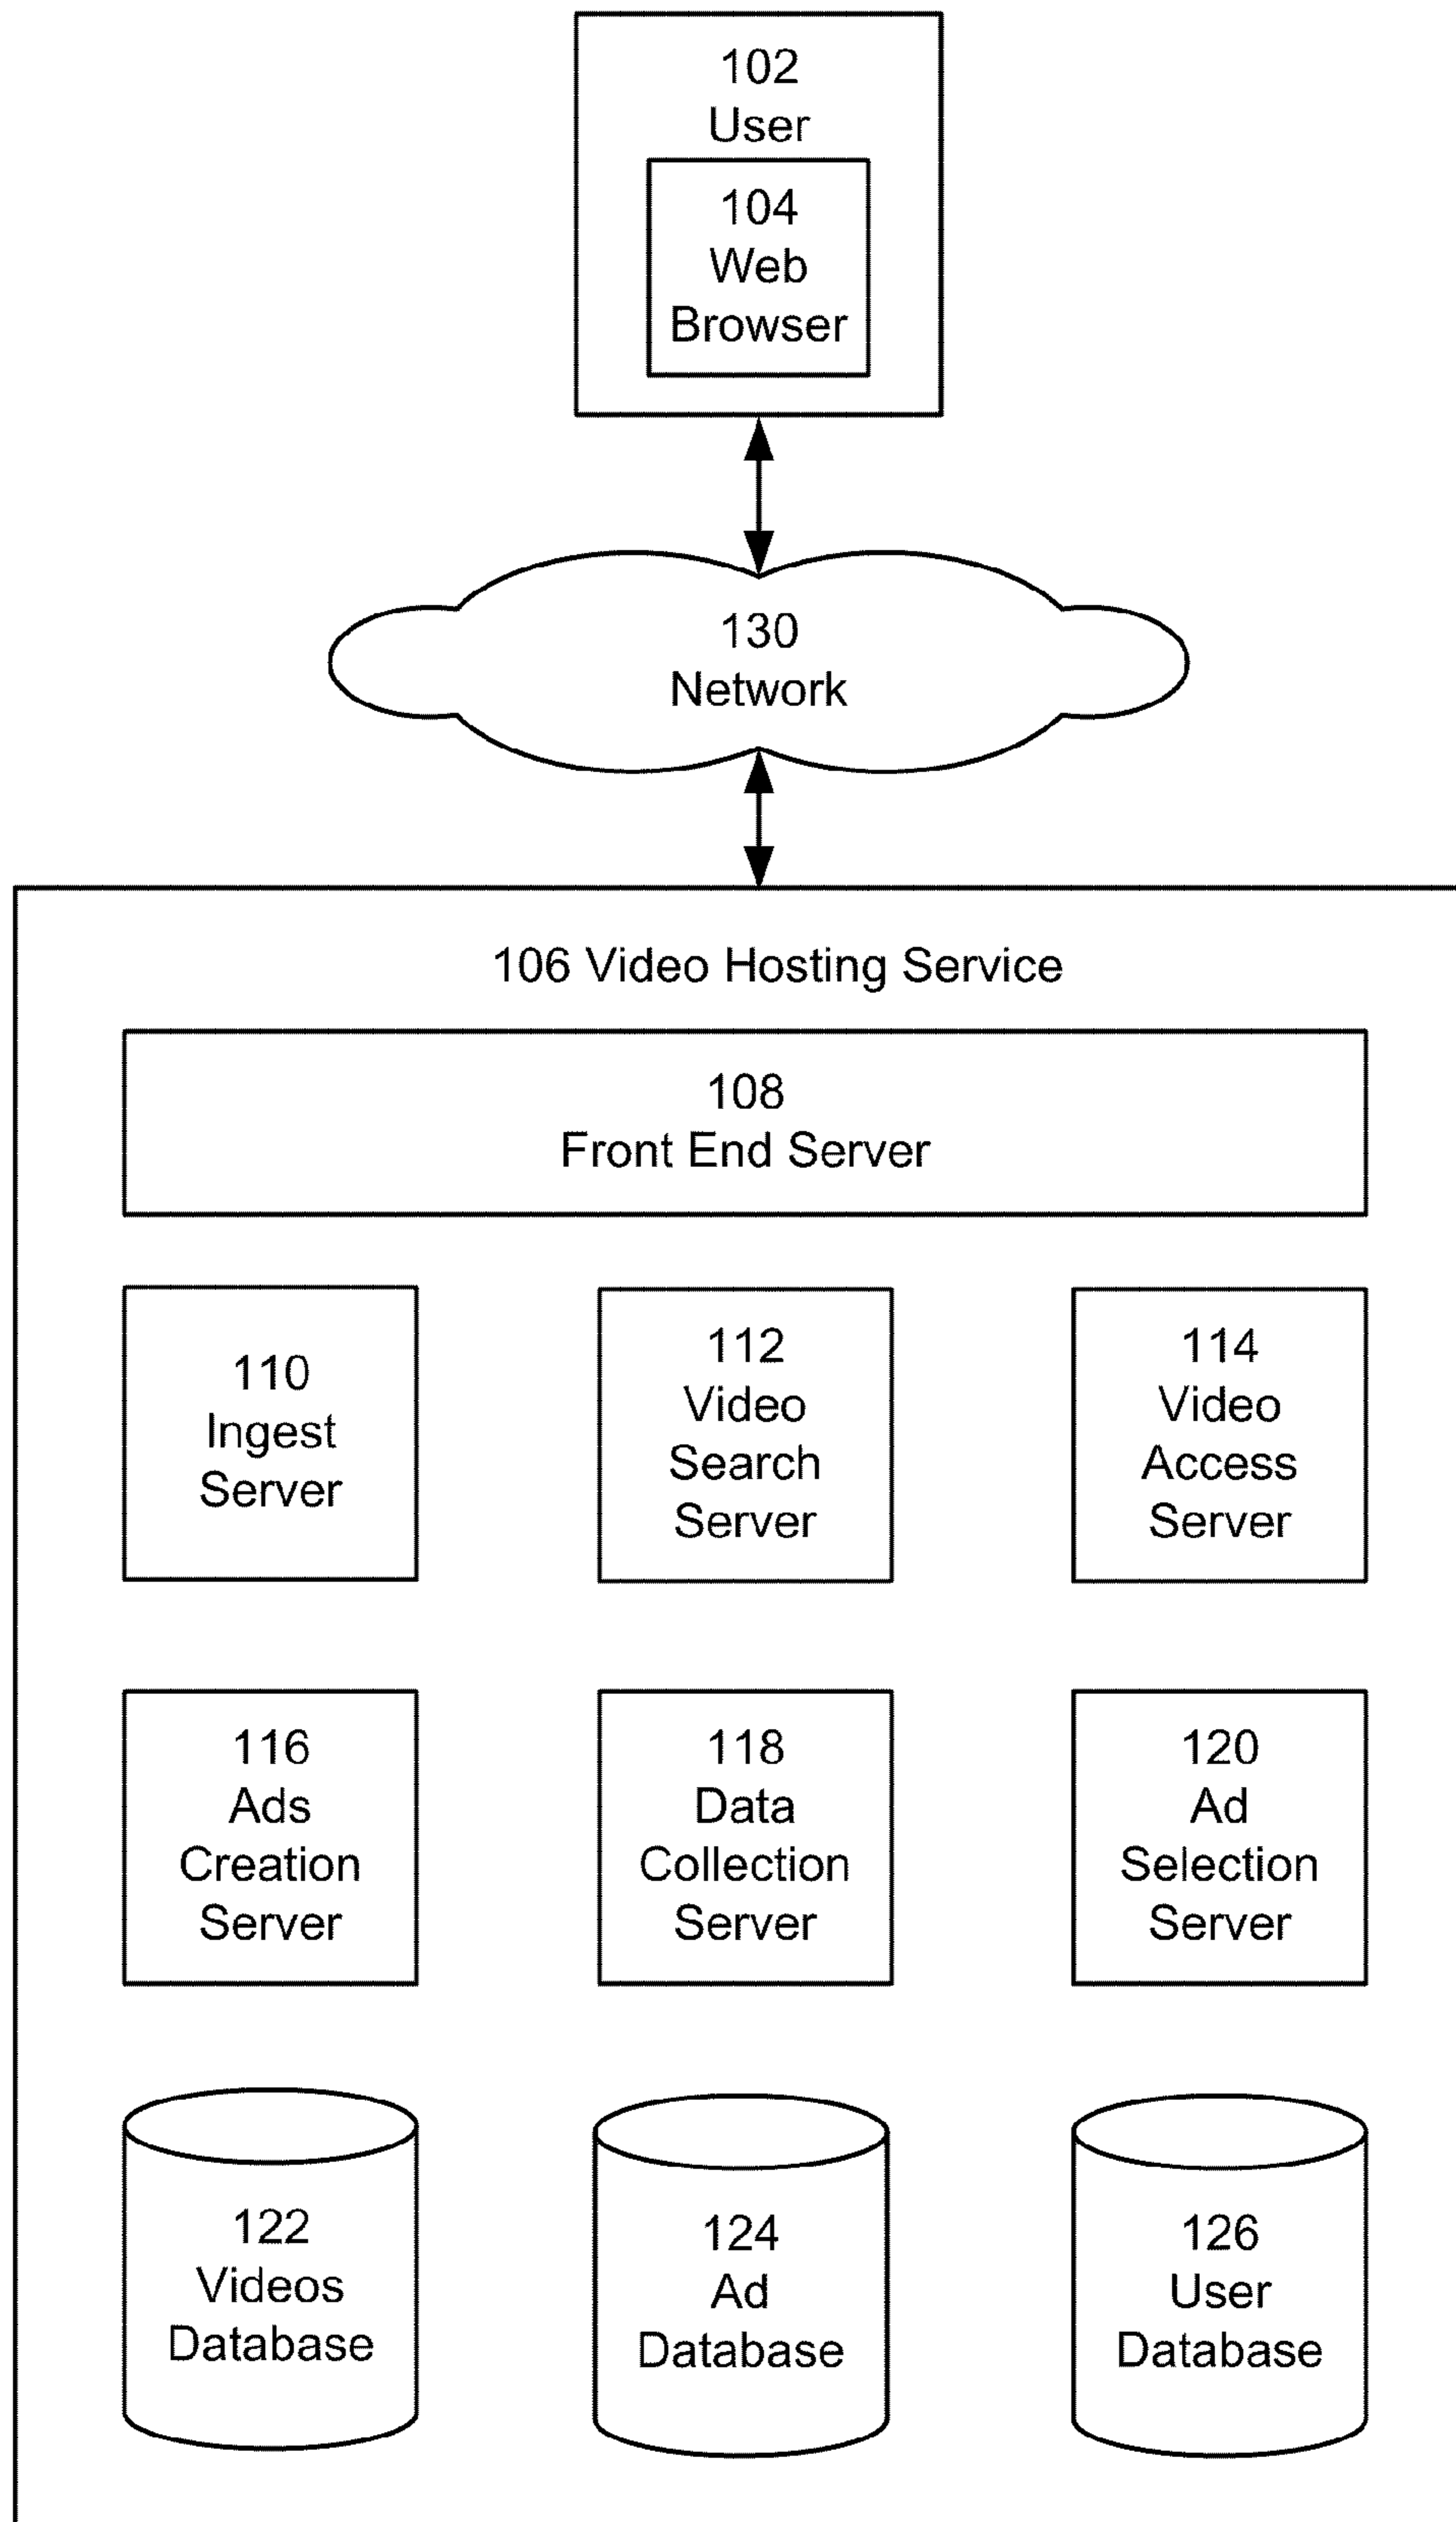 102
User
104
Web
Browser
130
Network
106 Video Hosting Service
108
Front End Server
110
Ingest
Server
112
Video
Search
Server
114
Video
Access
Server
116
Ads
Creation
Server
118
Data
Collection
Server
120
Ad
Selection
Server
122
Videos
Database
124
Ad
Database
126
User
Database